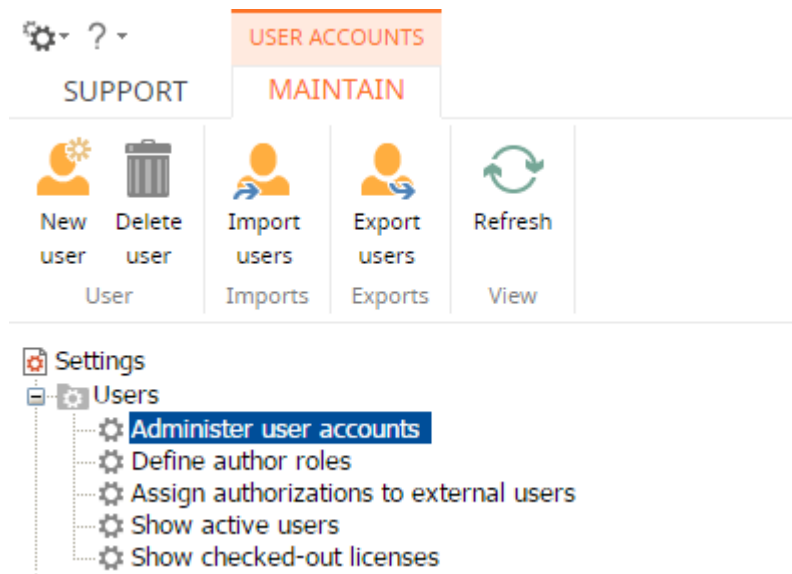 ?
USER ACCOUNTS
SUPPORT MAINTAIN
New Delete Import Export Refresh
user user users users
User Imports Exports View
Settings
Users
Administer user accounts
Define author roles
Assign authorizations to external users
Show active users
Show checked-out licenses